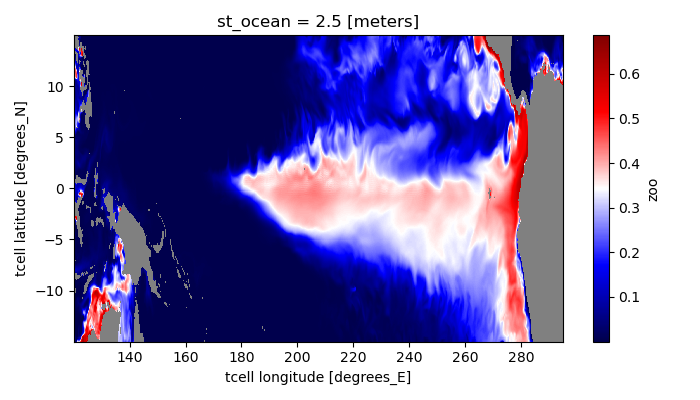 st_ocean = 2.5 [meters]
10
5
0
−5
−10
tcell latitude [degrees_N]
140 160 180 200 220 240 260 280
tcell longitude [degrees_E]
0.6
0.5
0.4
0.3
0.2
0.1
zoo